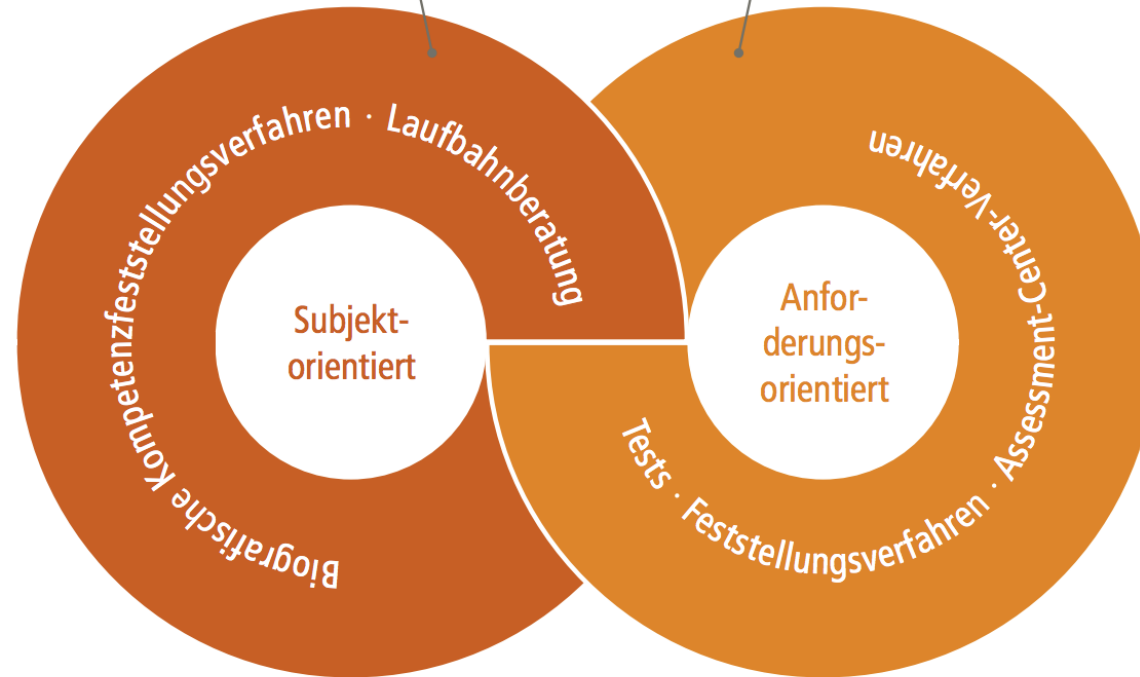 Biografische Kompetenzfeststellungsverfahren · Laufbahnberatung
Subjekt-
orientiert
Tests · Feststellungsverfahren · Assessment-Center-Verfahren
Anfor-
derungs-
orientiert